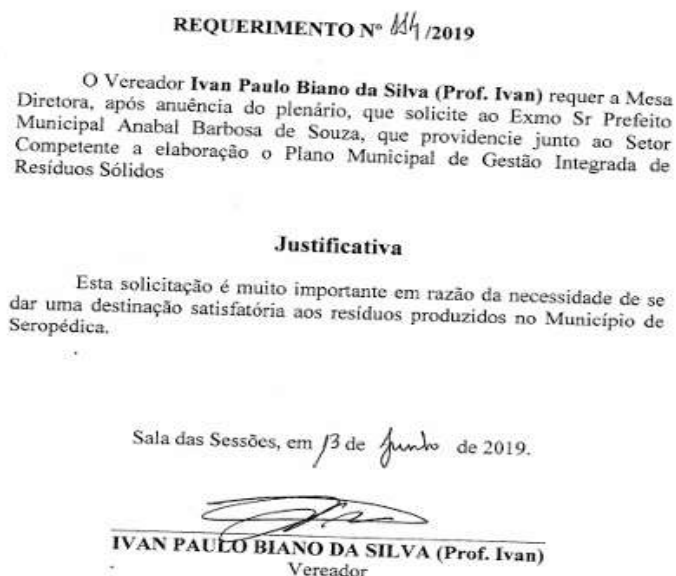 REQUERIMENTO Nº /2019
O Vereador Ivan Paulo Biano da Silva (Prof. Ivan) requer a Mesa
Diretora, após anuência do plenário, que solicite ao Exmo Sr Prefeito
Municipal Anabal Barbosa de Souza, que providencie junto ao Setor
Competente a elaboração o Plano Municipal de Gestão Integrada de
Resíduos Sólidos
Justificativa
Esta solicitação é muito importante em razão da necessidade de se
dar uma destinação satisfatória aos resíduos produzidos no Município de
Seropédica.
Sala das Sessões, em 13 de junho de 2019.
IVAN PAULO BIANO DA SILVA (Prof. Ivan)
Vereador